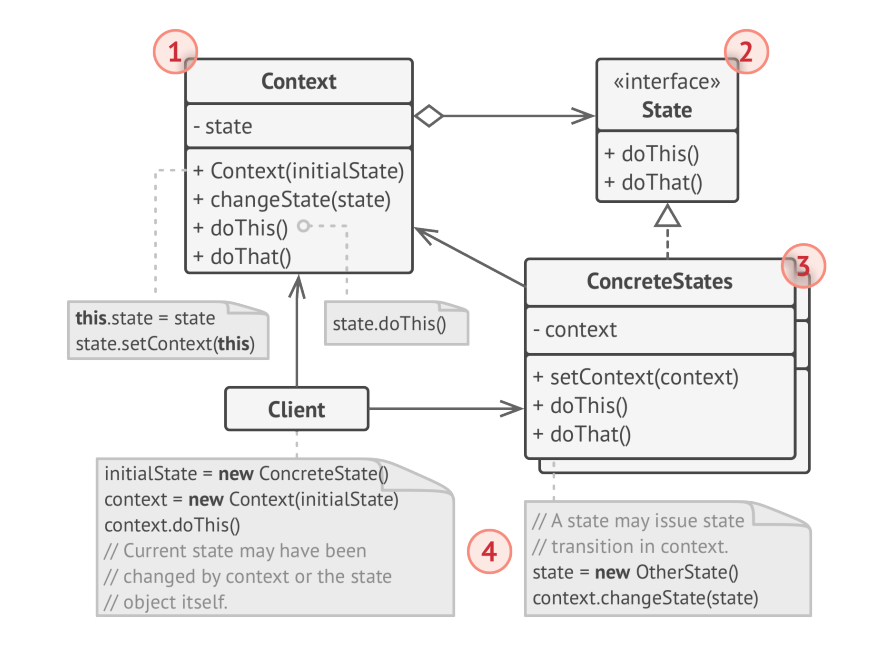 1
Context
- state
+ Context(initialState)
+ changeState(state)
+ doThis()
+ doThat()
2
«interface»
State
+ doThis()
+ doThat()
3
ConcreteStates
- context
+ setContext(context)
+ doThis()
+ doThat()
this.state = state
state.setContext(this)
state.doThis()
Client
initialState = new ConcreteState()
context = new Context(initialState)
context.doThis()
// Current state may have been
// changed by context or the state
// object itself.
4
// A state may issue state
// transition in context.
state = new OtherState()
context.changeState(state)